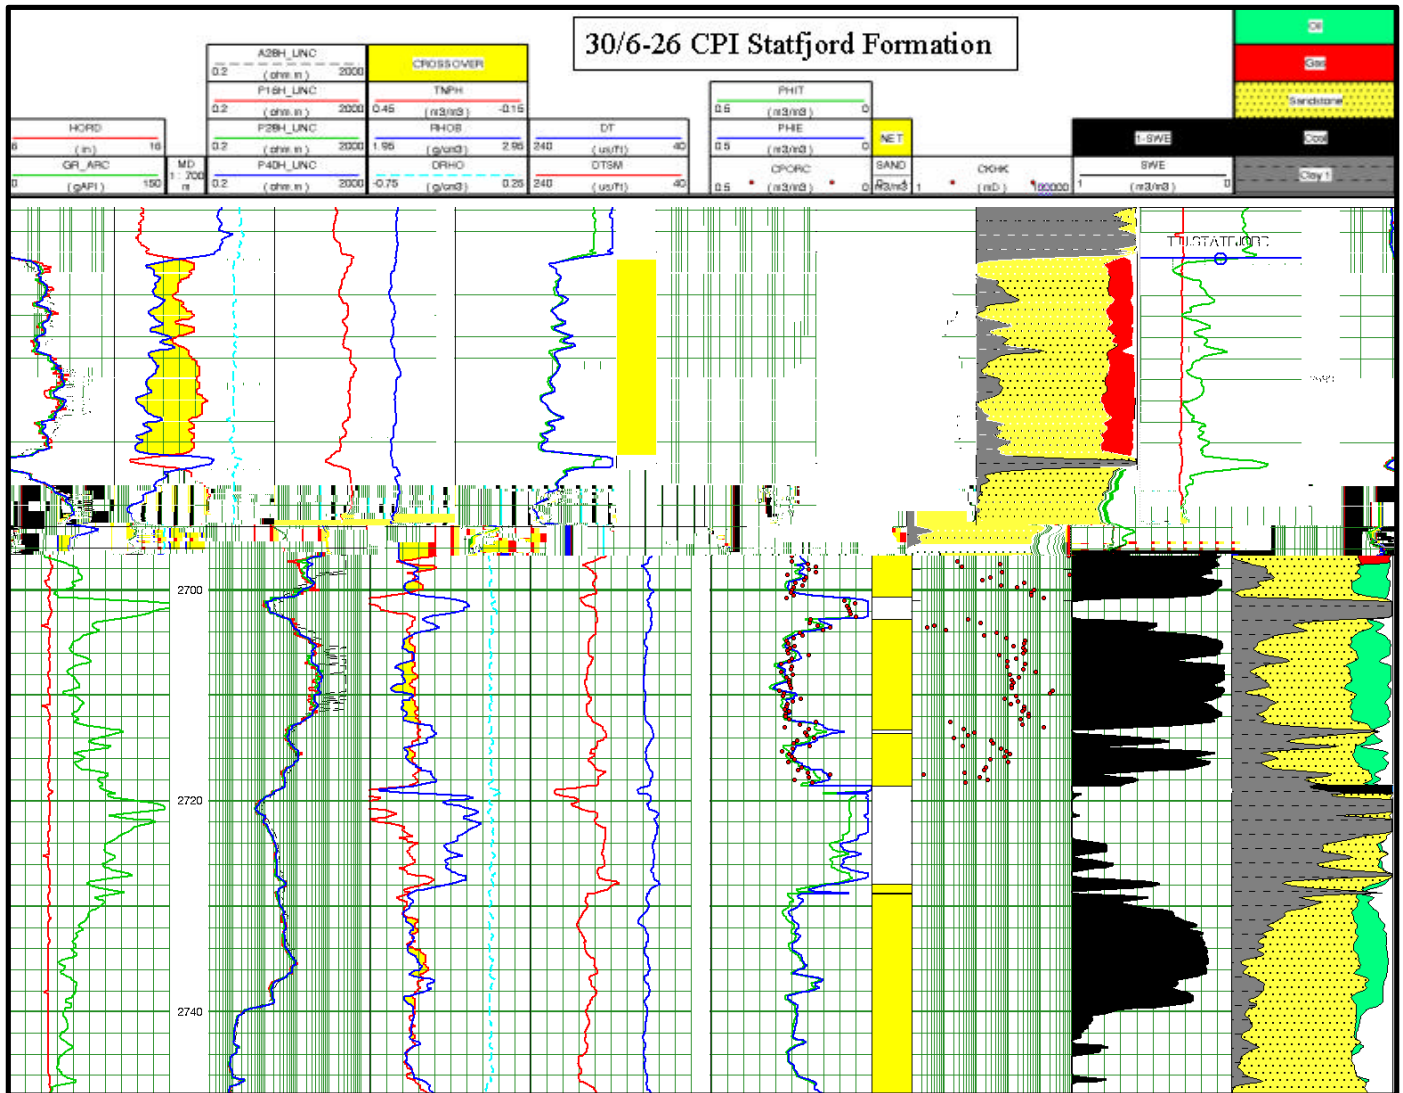 30/6-26 CPI Statfjord Formation
Oil
Gas
Sandstone
Coal
Clay 1
A28H_UNC
0.2 (ohm.m) 2000
CROSSOVER
P16H_UNC
0.2 (ohm.m) 2000
TNPH
0.45 (m3/m3) -0.15
PHIT
0.5 (m3/m3) 0
HORD
6 (in) 16
P28H_UNC
0.2 (ohm.m) 2000
RHOB
1.95 (g/cm3) 2.95
DT
240 (us/ft) 40
PHIE
0.5 (m3/m3) 0
NET
1-SWE
GR_ARC
0 (gAPI) 150
MD
1 : 700
m
P40H_UNC
0.2 (ohm.m) 2000
DRHO
-0.75 (g/cm3) 0.25
DTSM
240 (us/ft) 40
CPORC
0.5 (m3/m3) 0
SAND
CKHK
1 (mD) 100000
SWE
1 (m3/m3) 0
2700
2720
2740